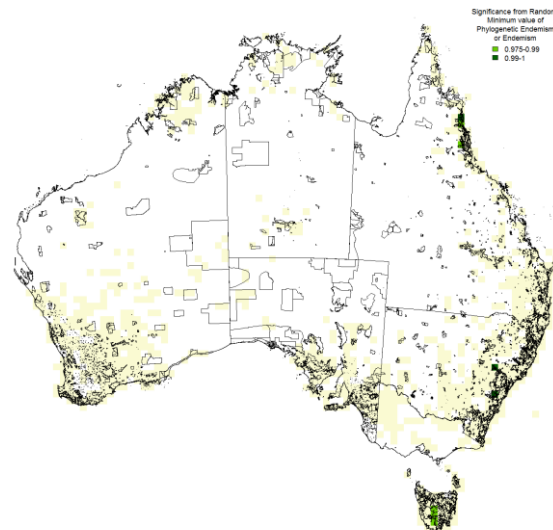 Significance from Random
Minimum value of
Phylogenetic Endemism
or Endemism
0.975-0.99
0.99-1